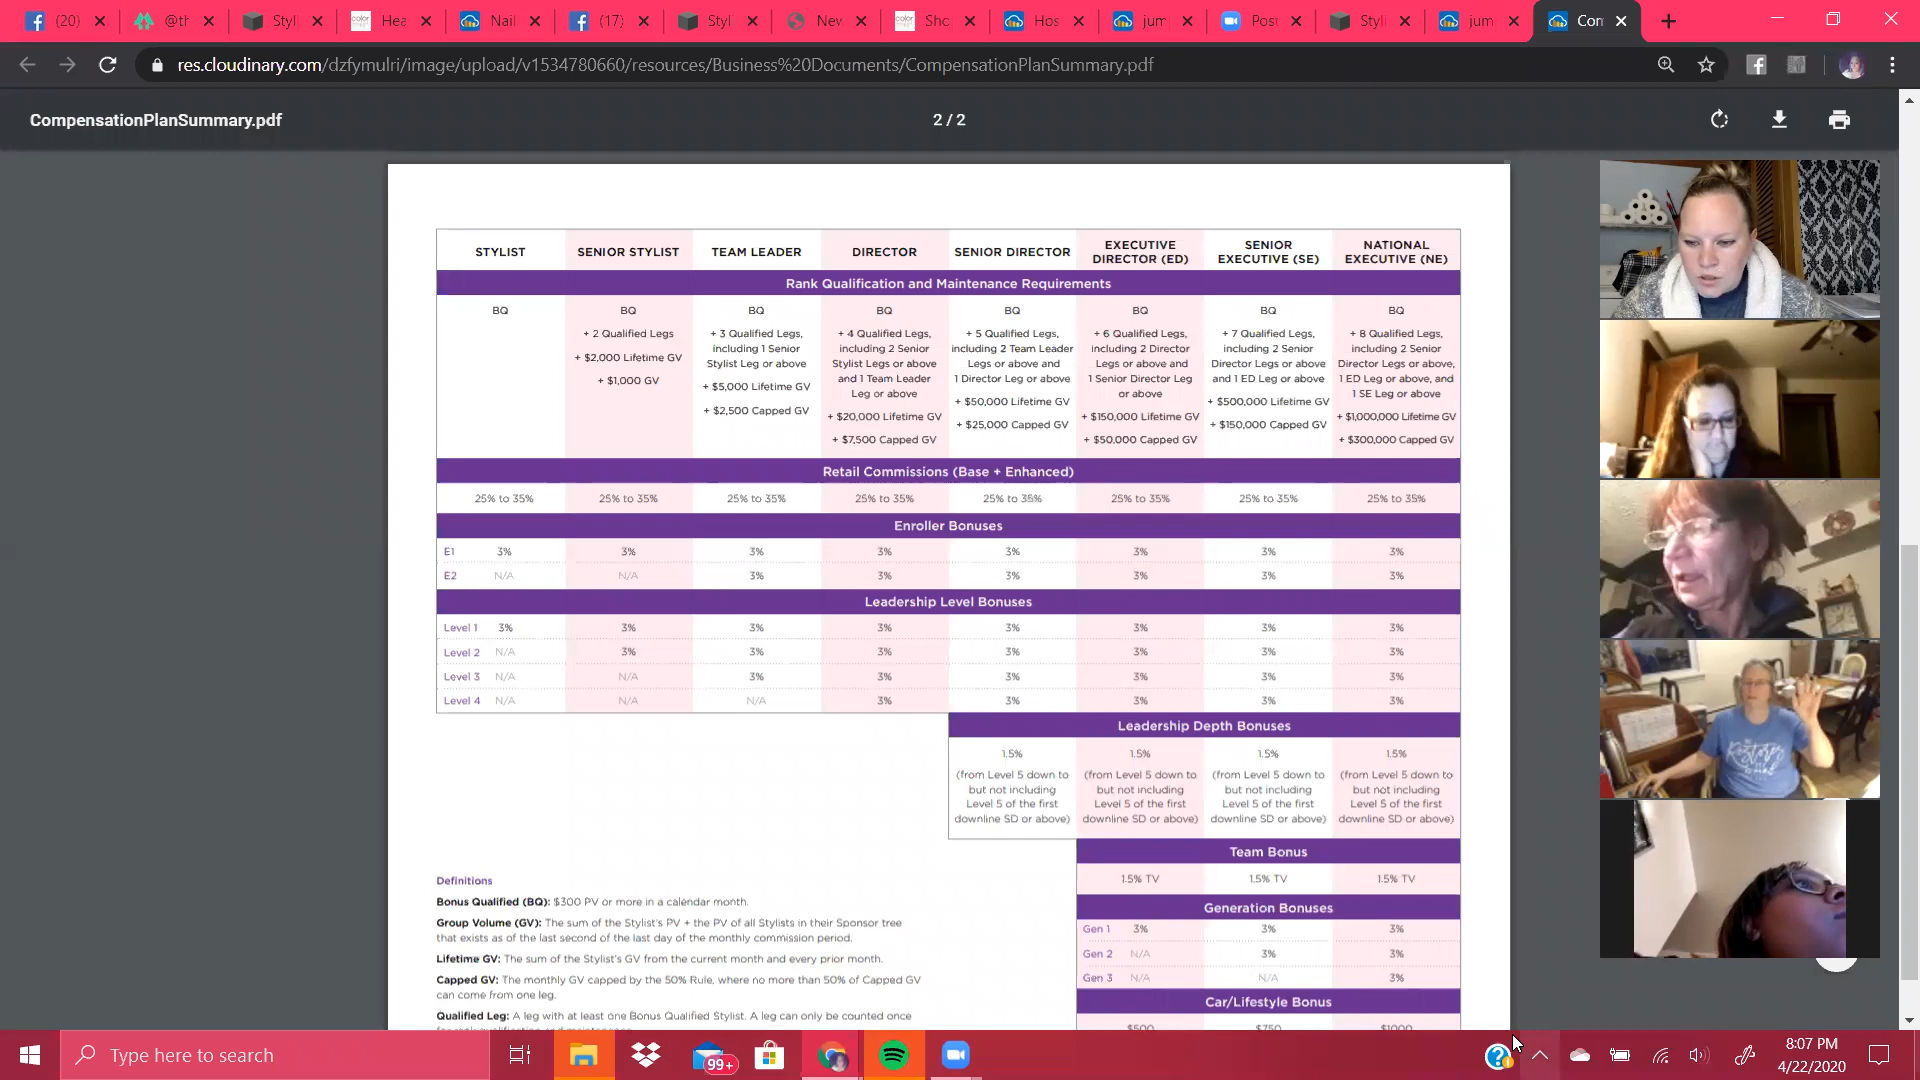 (20)
@th
Styl
Hea
Nail
(17)
Styl
New
Sho
Hos
jum
Post
Styli
jum
Con
res.cloudinary.com/dzfymulri/image/upload/v1534780660/resources/Business%20Documents/CompensationPlanSummary.pdf
CompensationPlanSummary.pdf
2 / 2
STYLIST SENIOR STYLIST TEAM LEADER DIRECTOR SENIOR DIRECTOR EXECUTIVE DIRECTOR (ED) SENIOR EXECUTIVE (SE) NATIONAL EXECUTIVE (NE)
Rank Qualification and Maintenance Requirements
BQ
BQ
+ 2 Qualified Legs
+ $2,000 Lifetime GV
+ $1,000 GV
BQ
+ 3 Qualified Legs,
including 1 Senior
Stylist Leg or above
+ $5,000 Lifetime GV
+ $2,500 Capped GV
BQ
+ 4 Qualified Legs,
including 2 Senior
Stylist Legs or above
and 1 Team Leader
Leg or above
+ $20,000 Lifetime GV
+ $7,500 Capped GV
BQ
+ 5 Qualified Legs,
including 2 Team Leader
Legs or above and
1 Director Leg or above
+ $50,000 Lifetime GV
+ $25,000 Capped GV
BQ
+ 6 Qualified Legs,
including 2 Director
Legs or above and
1 Senior Director Leg
or above
+ $150,000 Lifetime GV
+ $50,000 Capped GV
BQ
+ 7 Qualified Legs,
including 2 Senior
Director Legs or above
and 1 ED Leg or above
+ $500,000 Lifetime GV
+ $150,000 Capped GV
BQ
+ 8 Qualified Legs,
including 2 Senior
Director Legs or above,
1 ED Leg or above, and
1 SE Leg or above
+ $1,000,000 Lifetime GV
+ $300,000 Capped GV
Retail Commissions (Base + Enhanced)
25% to 35% 25% to 35% 25% to 35% 25% to 35% 25% to 35% 25% to 35% 25% to 35% 25% to 35%
Enroller Bonuses
E1 3% 3% 3% 3% 3% 3% 3% 3%
E2 N/A N/A 3% 3% 3% 3% 3% 3%
Leadership Level Bonuses
Level 1 3% 3% 3% 3% 3% 3% 3% 3%
Level 2 N/A 3% 3% 3% 3% 3% 3% 3%
Level 3 N/A N/A 3% 3% 3% 3% 3% 3%
Level 4 N/A N/A N/A 3% 3% 3% 3% 3%
Leadership Depth Bonuses
1.5% 1.5% 1.5% 1.5%
(from Level 5 down to (from Level 5 down to (from Level 5 down to (from Level 5 down to
but not including but not including but not including but not including
Level 5 of the first Level 5 of the first Level 5 of the first Level 5 of the first
downline SD or above) downline SD or above) downline SD or above) downline SD or above)
Team Bonus
1.5% TV 1.5% TV 1.5% TV
Generation Bonuses
Gen 1 3% 3% 3%
Gen 2 N/A 3% 3%
Gen 3 N/A N/A 3%
Car/Lifestyle Bonus
$500 $750 $1000
Definitions
Bonus Qualified (BQ): $300 PV or more in a calendar month.
Group Volume (GV): The sum of the Stylist's PV + the PV of all Stylists in their Sponsor tree
that exists as of the last second of the last day of the monthly commission period.
Lifetime GV: The sum of the Stylist's GV from the current month and every prior month.
Capped GV: The monthly GV capped by the 50% Rule, where no more than 50% of Capped GV
can come from one leg.
Qualified Leg: A leg with at least one Bonus Qualified Stylist. A leg can only be counted once
Type here to search
99+
8:07 PM
4/22/2020